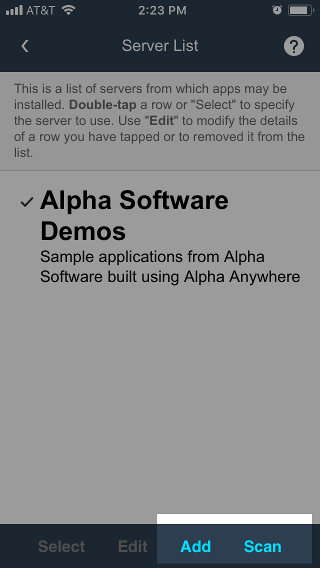 AT&T 2:23 PM
Server List ?
This is a list of servers from which apps may be
installed. Double-tap a row or "Select" to specify
the server to use. Use "Edit" to modify the details
of a row you have tapped or to removed it from the
list.
Alpha Software
Demos
Sample applications from Alpha
Software built using Alpha Anywhere
Select Edit Add Scan